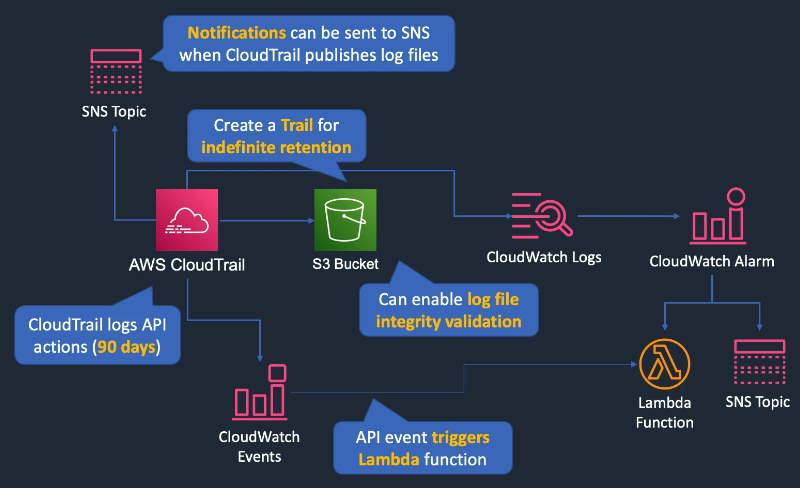 Notifications can be sent to SNS
when CloudTrail publishes log files
SNS Topic
Create a Trail for
indefinite retention
AWS CloudTrail
S3 Bucket
CloudWatch Logs
CloudWatch Alarm
CloudTrail logs API
actions (90 days)
Can enable log file
integrity validation
CloudWatch
Events
API event triggers
Lambda function
Lambda
Function
SNS Topic